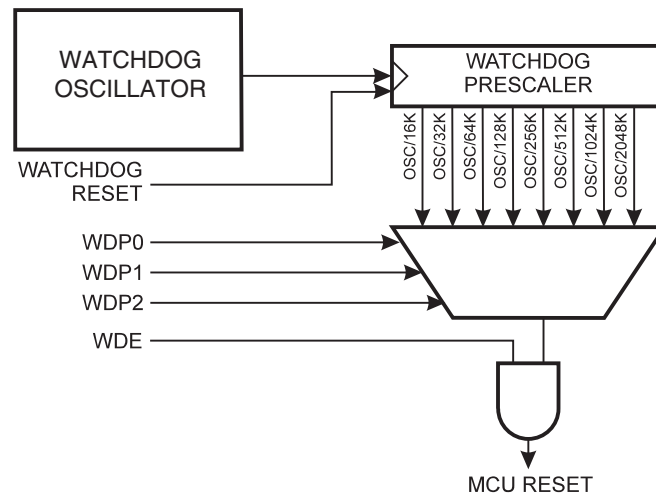 WATCHDOG
OSCILLATOR
WATCHDOG
PRESCALER
OSC/16K
OSC/32K
OSC/64K
OSC/128K
OSC/256K
OSC/512K
OSC/1024K
OSC/2048K
WATCHDOG
RESET
WDP0
WDP1
WDP2
WDE
MCU RESET